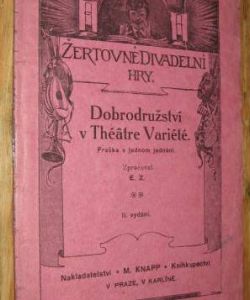 ŽERTOVNÉ DIVADELNÍ
HRY.
Dobrodružství
v Théâtre Variété.
Fraška v jednom jednání.
Zpracoval
E. Z.
II. vydání.
Nakladatelství • M. KNAPP • Knihkupectví
V PRAZE, V KARLÍNĚ.